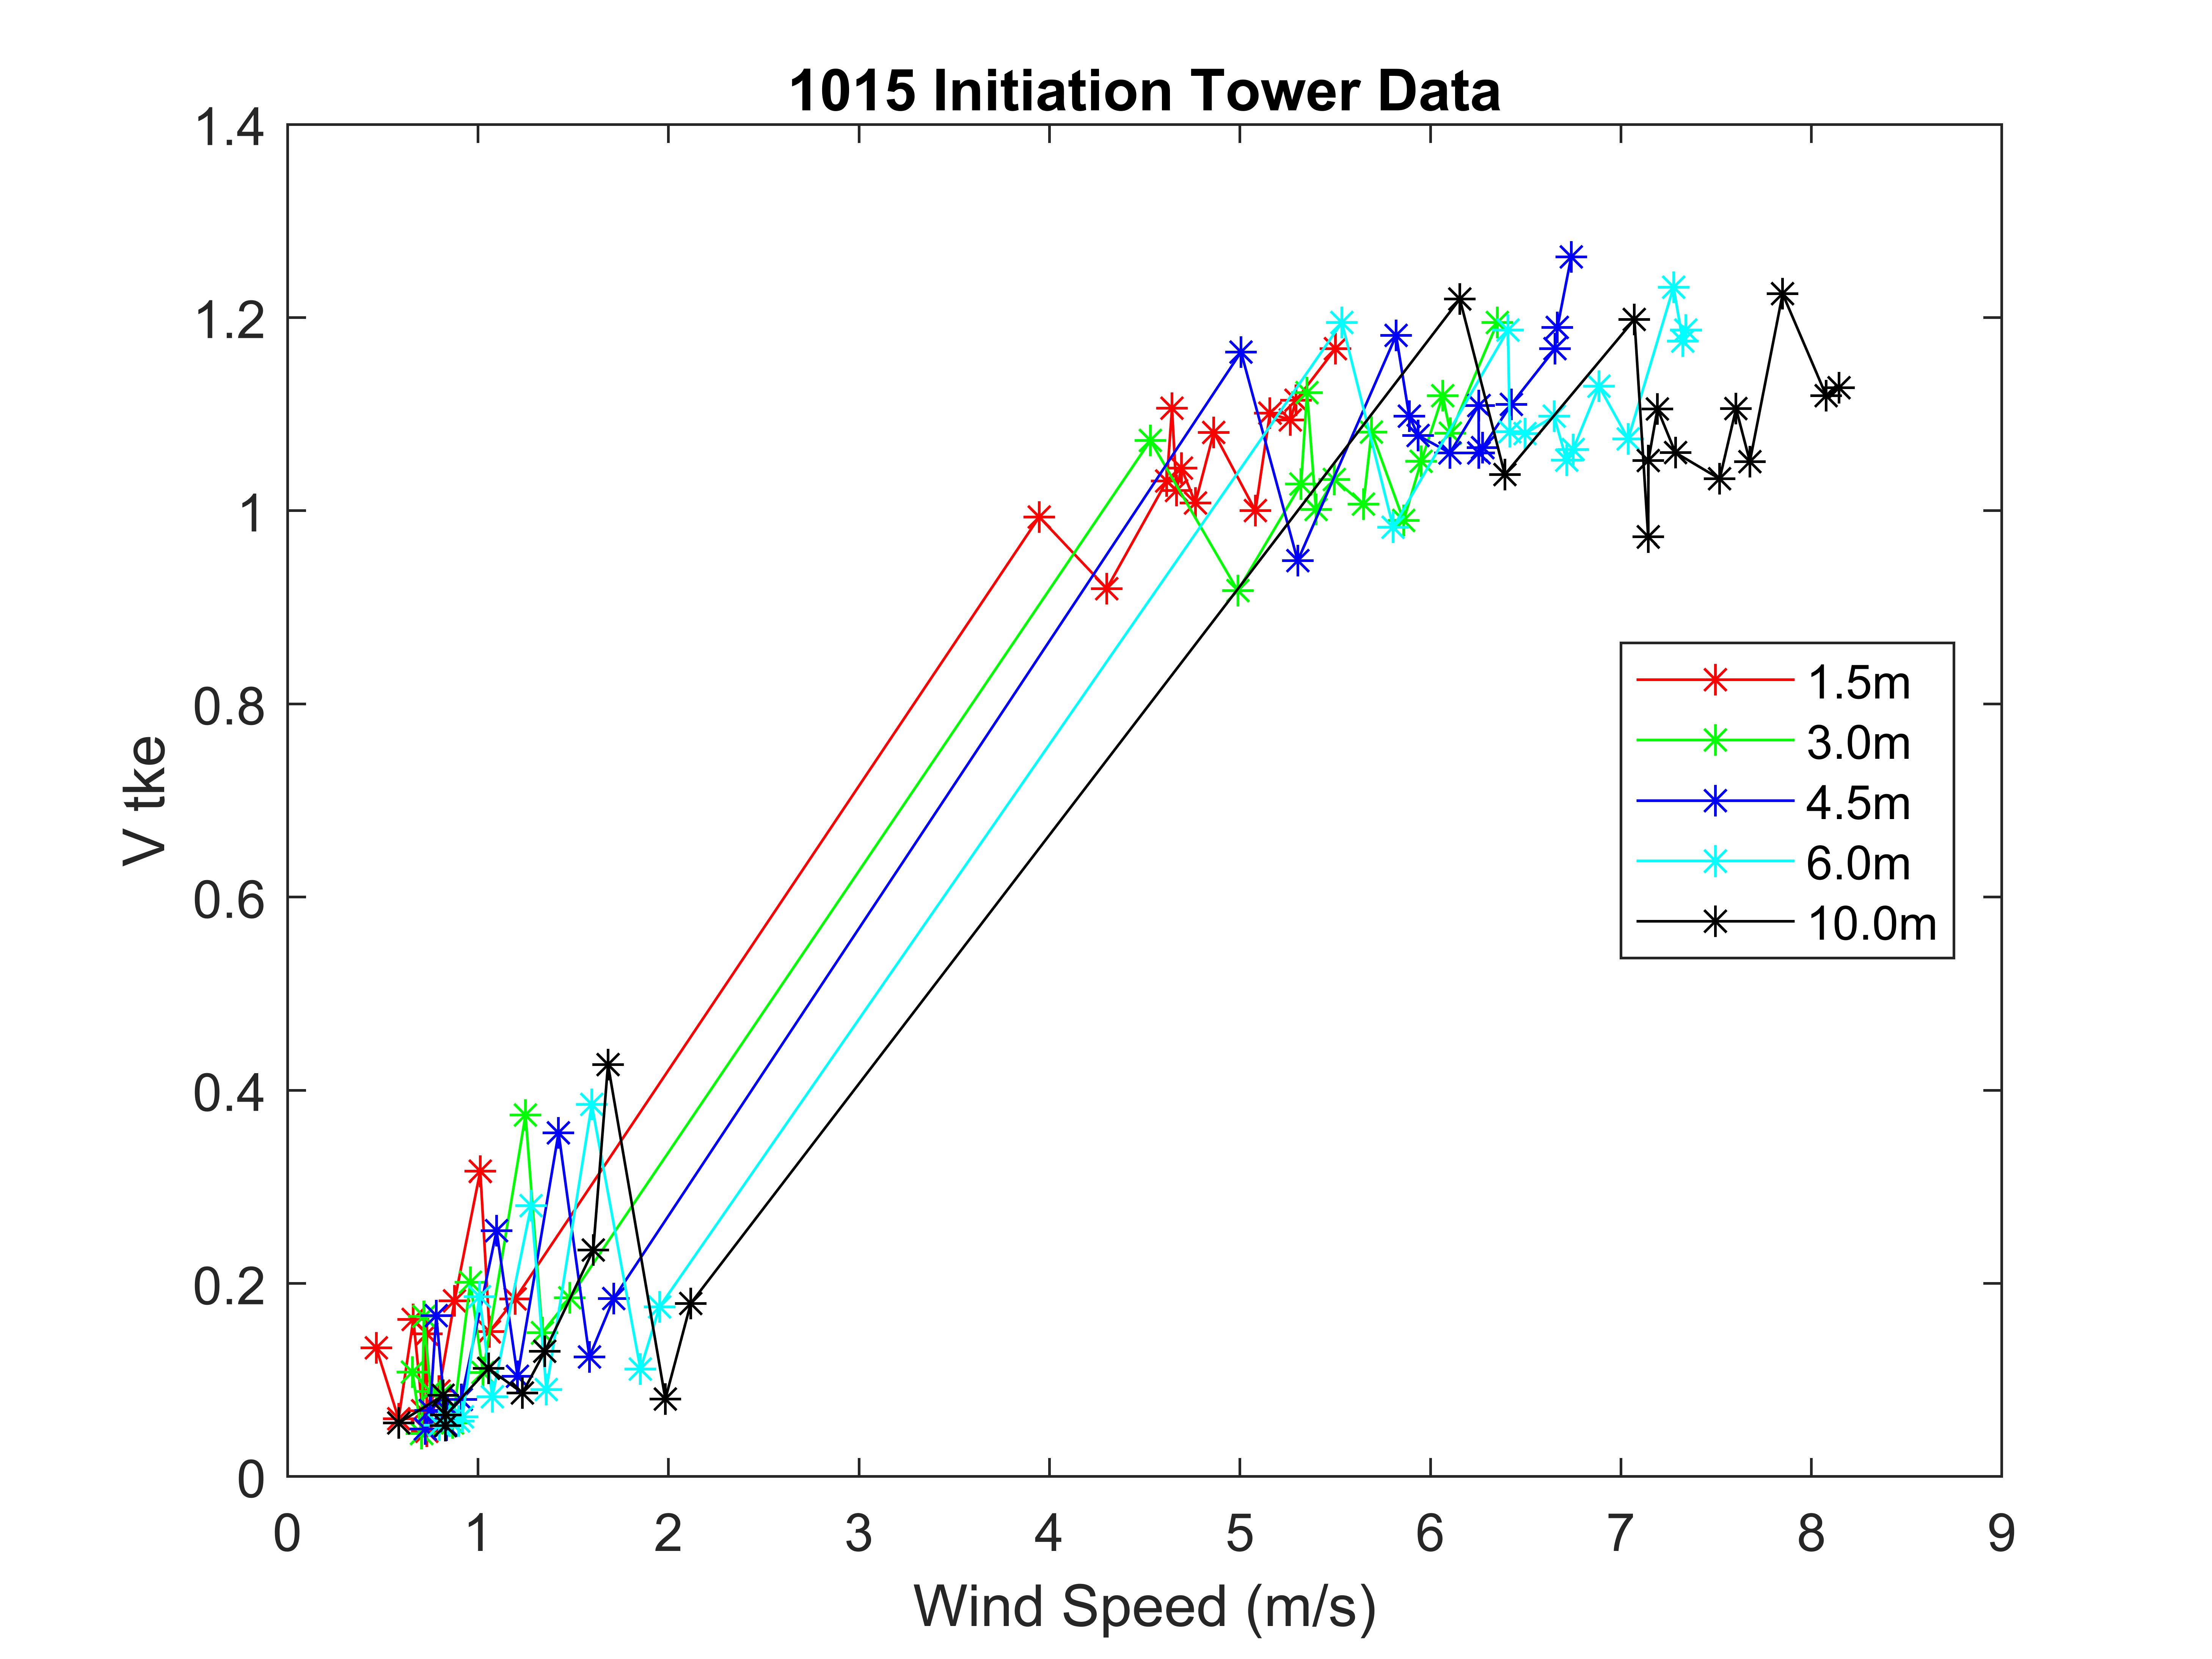 1015 Initiation Tower Data
1.4
1.2
1
0.8
0.6
0.4
0.2
0
V tke
1.5m
3.0m
4.5m
6.0m
10.0m
0 1 2 3 4 5 6 7 8 9
Wind Speed (m/s)